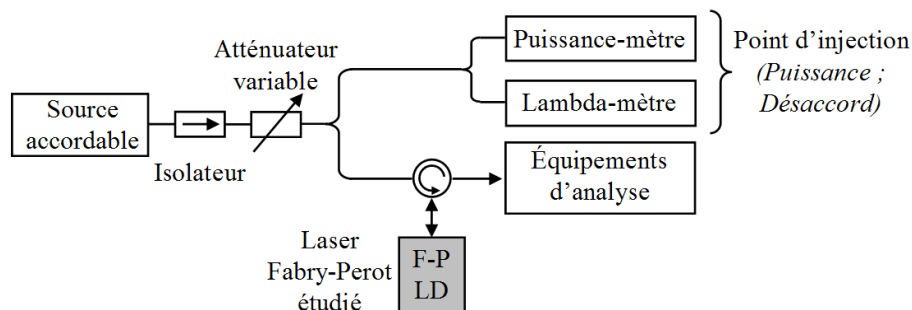 Source
accordable
Isolateur
Atténuateur
variable
Puissance-mètre
Lambda-mètre
Point d'injection
(Puissance ;
Désaccord)
Équipements
d'analyse
Laser
Fabry-Perot
étudié
F-P
LD